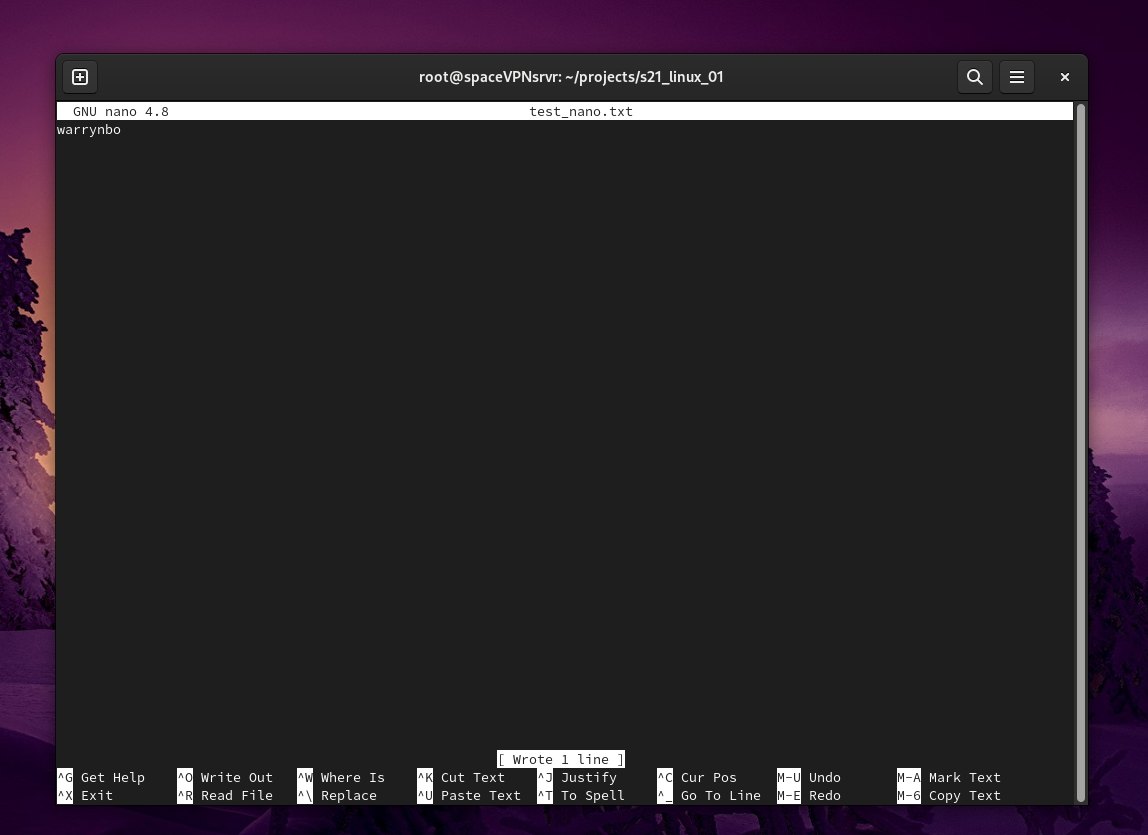 root@spaceVPNsrvr: ~/projects/s21_linux_01
GNU nano 4.8 test_nano.txt
warrynbo
[ Wrote 1 line ]
^G Get Help ^O Write Out ^W Where Is ^K Cut Text ^J Justify ^C Cur Pos M-U Undo M-A Mark Text
^X Exit ^R Read File ^\ Replace ^U Paste Text ^T To Spell ^_ Go To Line M-E Redo M-6 Copy Text